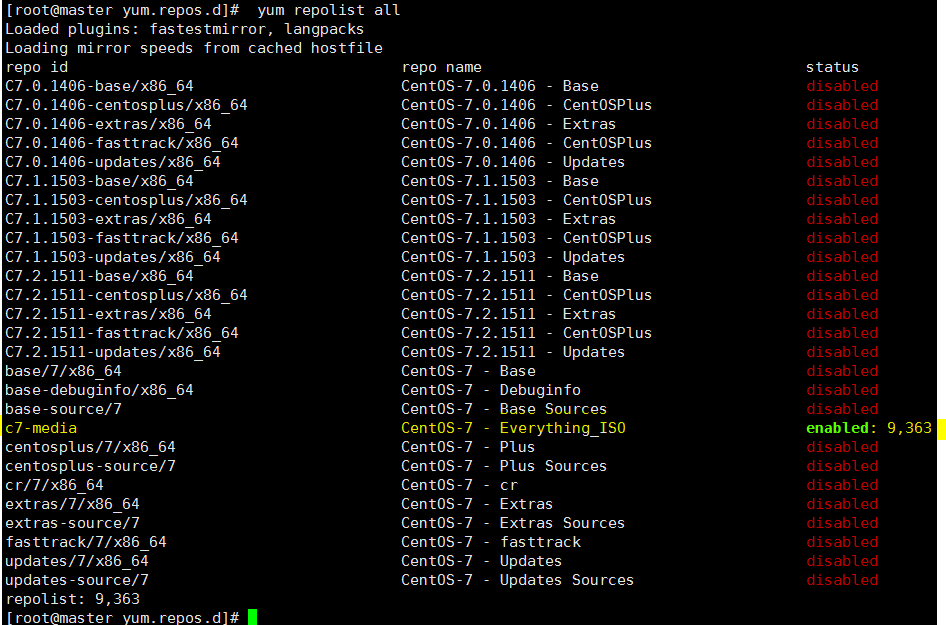 [root@master yum.repos.d]#  yum repolist all
Loaded plugins: fastestmirror, langpacks
Loading mirror speeds from cached hostfile
repo id repo name status
C7.0.1406-base/x86_64 CentOS-7.0.1406 - Base disabled
C7.0.1406-centosplus/x86_64 CentOS-7.0.1406 - CentOSPlus disabled
C7.0.1406-extras/x86_64 CentOS-7.0.1406 - Extras disabled
C7.0.1406-fasttrack/x86_64 CentOS-7.0.1406 - CentOSPlus disabled
C7.0.1406-updates/x86_64 CentOS-7.0.1406 - Updates disabled
C7.1.1503-base/x86_64 CentOS-7.1.1503 - Base disabled
C7.1.1503-centosplus/x86_64 CentOS-7.1.1503 - CentOSPlus disabled
C7.1.1503-extras/x86_64 CentOS-7.1.1503 - Extras disabled
C7.1.1503-fasttrack/x86_64 CentOS-7.1.1503 - CentOSPlus disabled
C7.1.1503-updates/x86_64 CentOS-7.1.1503 - Updates disabled
C7.2.1511-base/x86_64 CentOS-7.2.1511 - Base disabled
C7.2.1511-centosplus/x86_64 CentOS-7.2.1511 - CentOSPlus disabled
C7.2.1511-extras/x86_64 CentOS-7.2.1511 - Extras disabled
C7.2.1511-fasttrack/x86_64 CentOS-7.2.1511 - CentOSPlus disabled
C7.2.1511-updates/x86_64 CentOS-7.2.1511 - Updates disabled
base/7/x86_64 CentOS-7 - Base disabled
base-debuginfo/x86_64 CentOS-7 - Debuginfo disabled
base-source/7 CentOS-7 - Base Sources disabled
c7-media CentOS-7 - Everything_ISO enabled: 9,363
centosplus/7/x86_64 CentOS-7 - Plus disabled
centosplus-source/7 CentOS-7 - Plus Sources disabled
cr/7/x86_64 CentOS-7 - cr disabled
extras/7/x86_64 CentOS-7 - Extras disabled
extras-source/7 CentOS-7 - Extras Sources disabled
fasttrack/7/x86_64 CentOS-7 - fasttrack disabled
updates/7/x86_64 CentOS-7 - Updates disabled
updates-source/7 CentOS-7 - Updates Sources disabled
repolist: 9,363
[root@master yum.repos.d]#